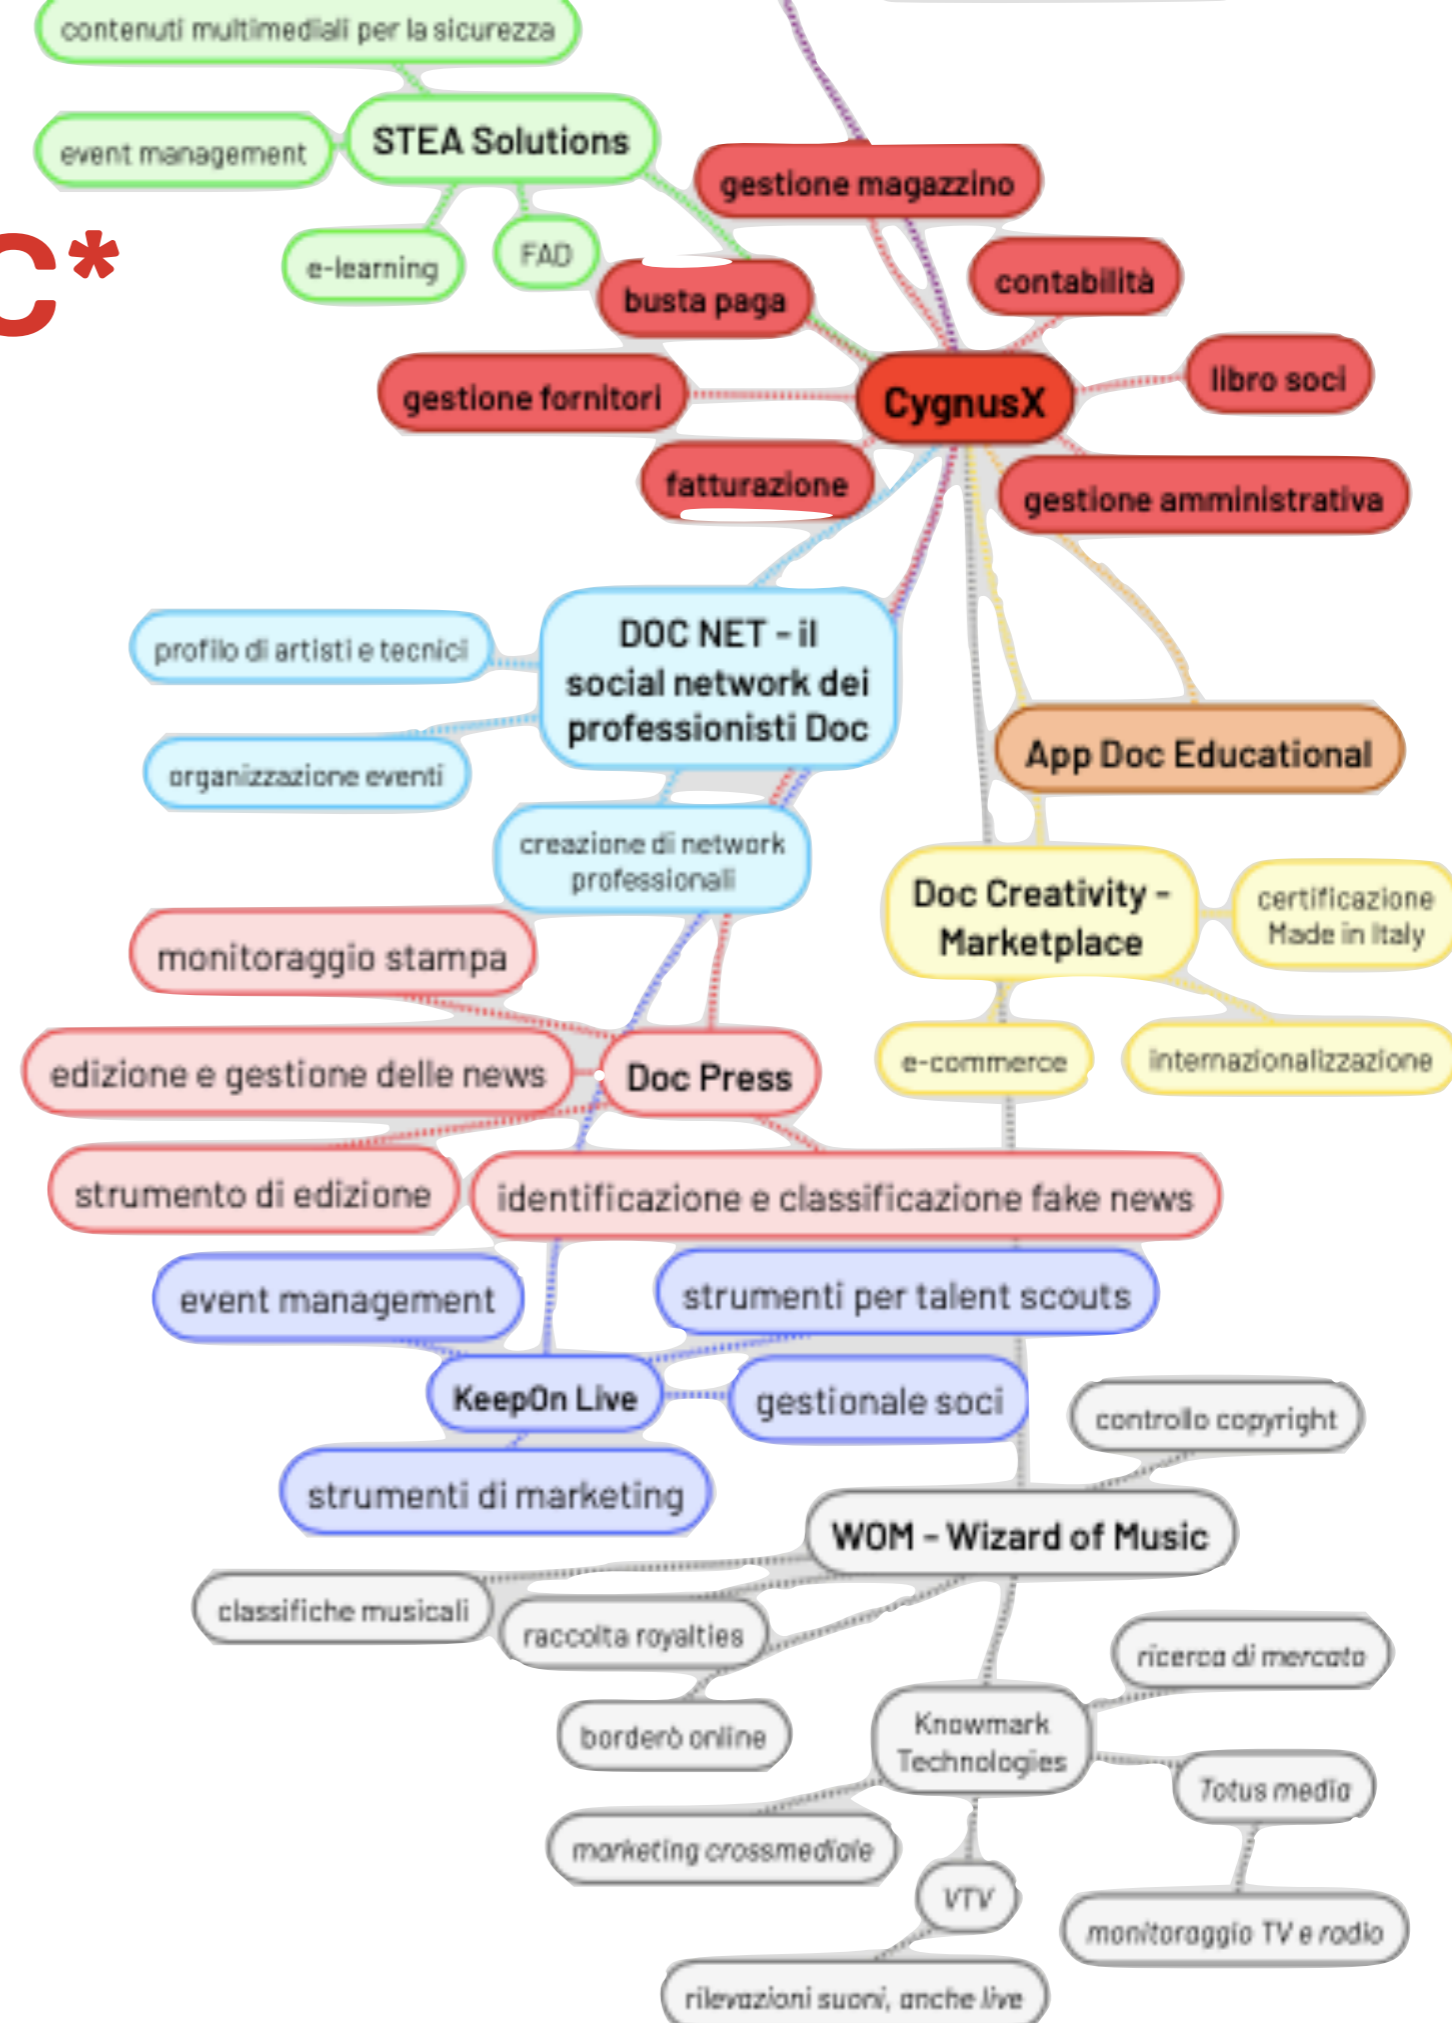 contenuti multimediali per la sicurezza
STEA Solutions
event management
gestione magazzino
C*
e-learning
FAD
contabilità
busta paga
libro soci
gestione fornitori
CygnusX
fatturazione
gestione amministrativa
DOC NET - il
social network dei
professionisti Doc
profilo di artisti e tecnici
organizzazione eventi
App Doc Educational
creazione di network
professionali
Doc Creativity -
Marketplace
certificazione
Made in Italy
monitoraggio stampa
e-commerce
internazionalizzazione
edizione e gestione delle news
Doc Press
strumento di edizione
identificazione e classificazione fake news
event management
strumenti per talent scouts
KeepOn Live
gestionale soci
controllo copyright
strumenti di marketing
WOM - Wizard of Music
classifiche musicali
raccolta royalties
ricerca di mercato
borderò online
Knowmark
Technologies
Totus media
marketing crossmediale
VTV
monitoraggio TV e radio
rilevazioni suoni, anche live